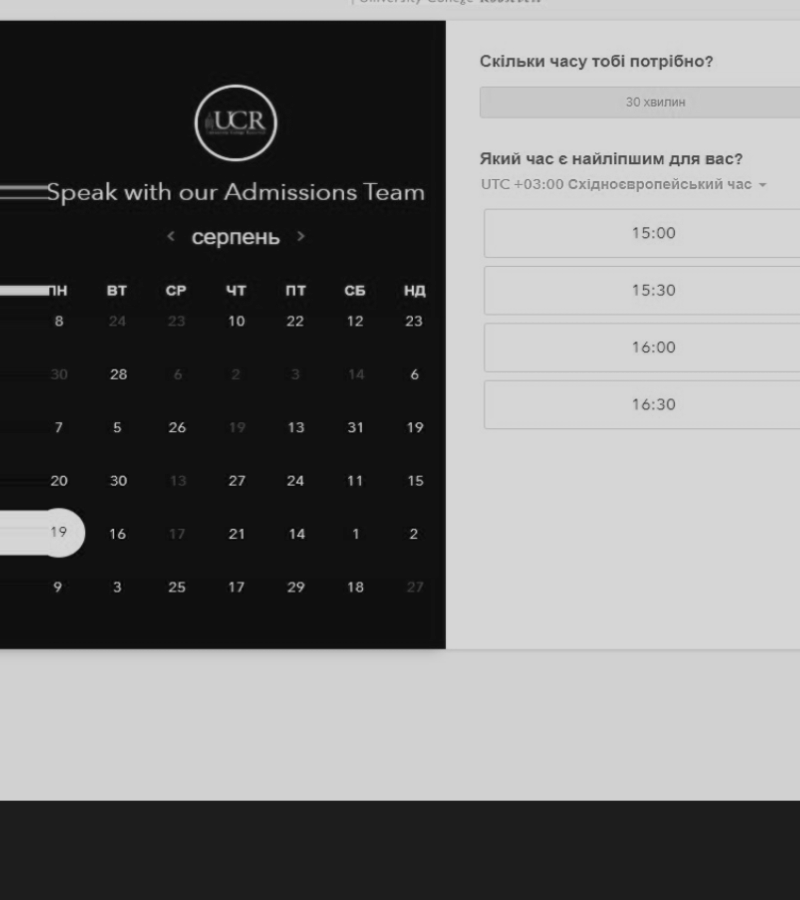 University College
UCR
Speak with our Admissions Team
< серпень >
ПН ВТ СР ЧТ ПТ СБ НД
8 24 23 10 22 12 23
30 28 6 2 3 14 6
7 5 26 19 13 31 19
20 30 13 27 24 11 15
19 16 17 21 14 1 2
9 3 25 17 29 18 27
Скільки часу тобі потрібно?
30 хвилин
Який час є найліпшим для вас?
UTC +03:00 Східноєвропейський час
15:00
15:30
16:00
16:30